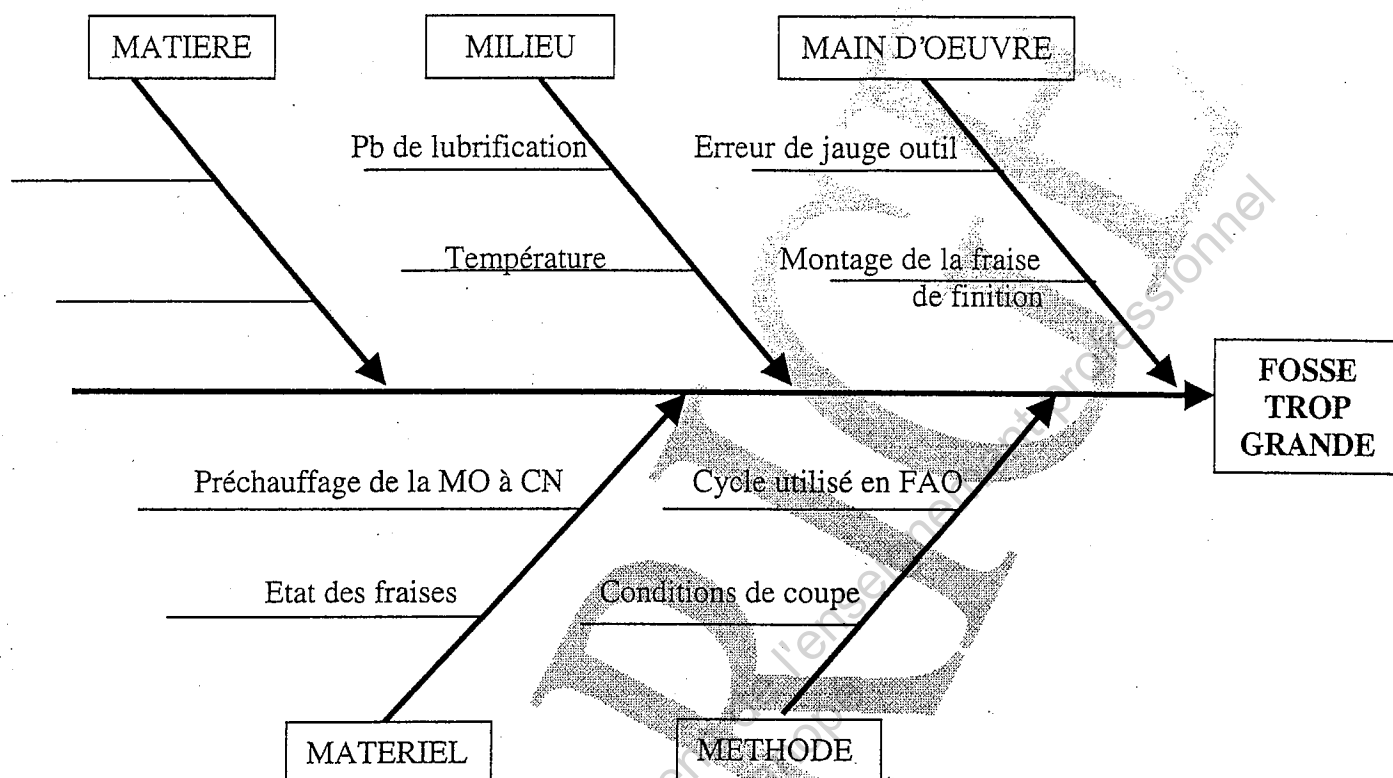 MATIERE
MILIEU
MAIN D'OEUVRE
Pb de lubrification
Erreur de jauge outil
Température
Montage de la fraise
de finition
FOSSE
TROP
GRANDE
Préchauffage de la MO à CN
Cycle utilisé en FAO
Etat des fraises
Conditions de coupe
MATERIEL
METHODE
professionnel
l'enseignement